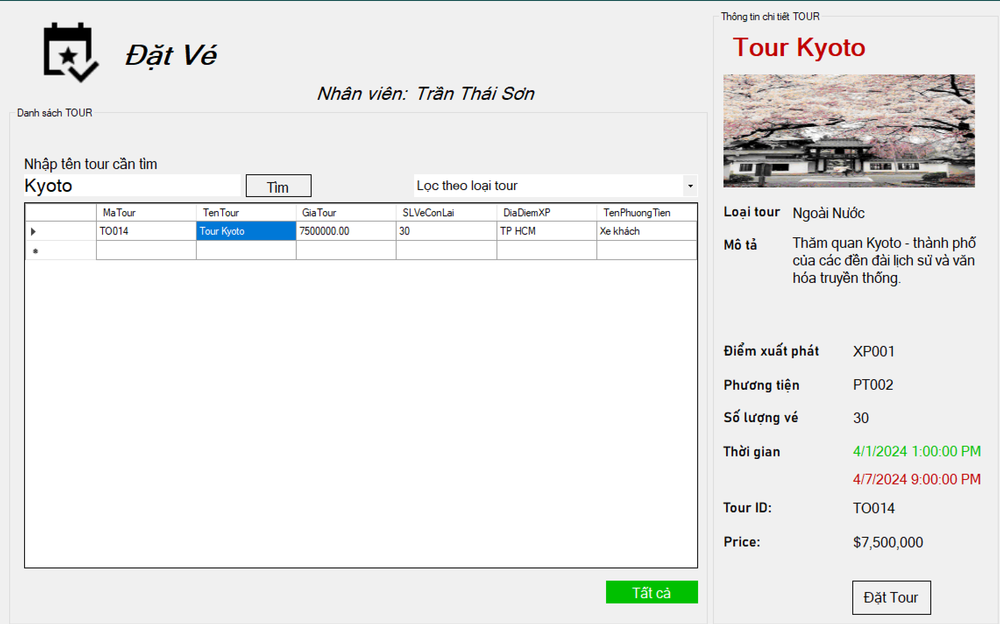 Đặt Vé
Nhân viên: Trần Thái Sơn
Danh sách TOUR
Nhập tên tour cần tìm
Kyoto
Tìm
Lọc theo loại tour
MaTour TenTour GiaTour SLVeConLai DiaDiemXP TenPhuongTien
TO014 Tour Kyoto 7500000.00 30 TP HCM Xe khách
Tất cả
Thông tin chi tiết TOUR
Tour Kyoto
Loại tour Ngoài Nước
Mô tả Thăm quan Kyoto - thành phố
của các đền đài lịch sử và văn
hóa truyền thống.
Điểm xuất phát XP001
Phương tiện PT002
Số lượng vé 30
Thời gian 4/1/2024 1:00:00 PM
4/7/2024 9:00:00 PM
Tour ID: TO014
Price: $7,500,000
Đặt Tour